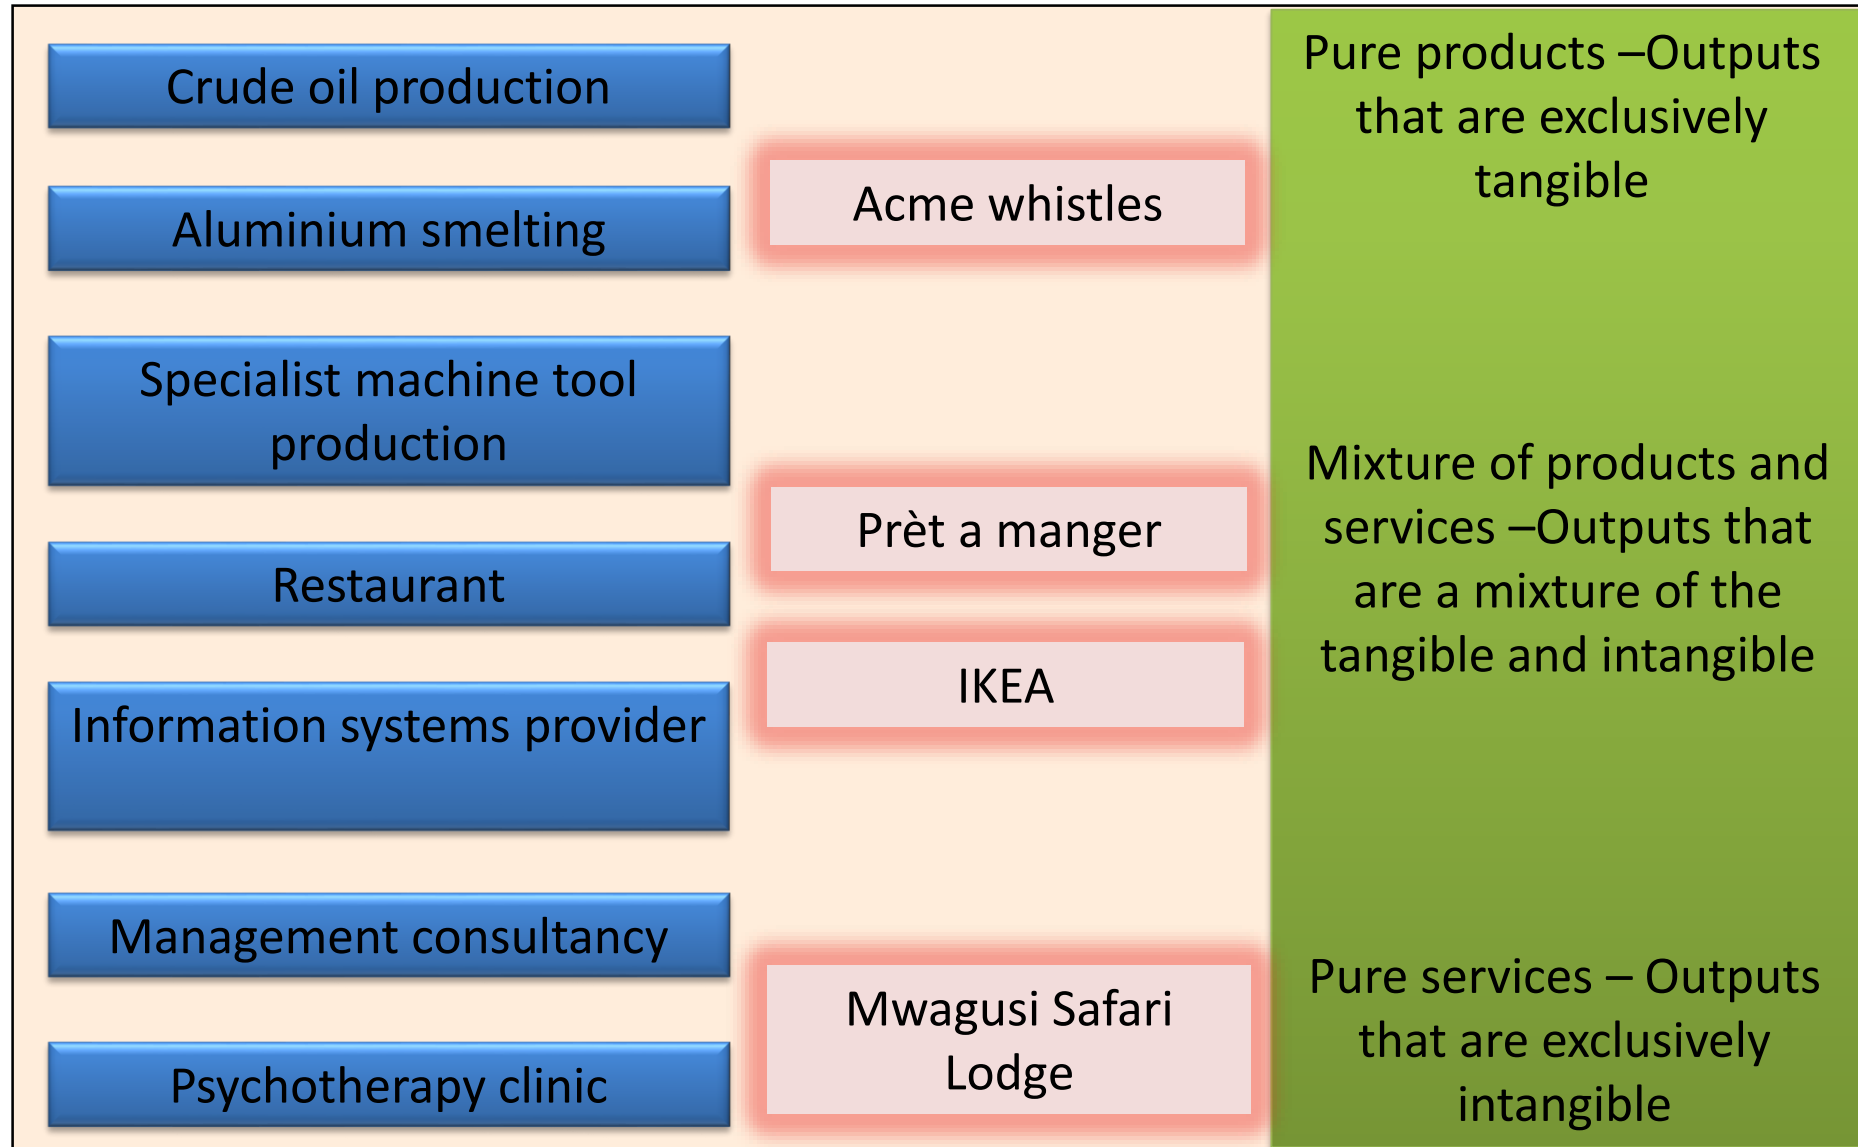 Crude oil production
Aluminium smelting
Specialist machine tool
production
Restaurant
Information systems provider
Management consultancy
Psychotherapy clinic
Acme whistles
Prèt a manger
IKEA
Mwagusi Safari
Lodge
Pure products –Outputs
that are exclusively
tangible
Mixture of products and
services –Outputs that
are a mixture of the
tangible and intangible
Pure services – Outputs
that are exclusively
intangible